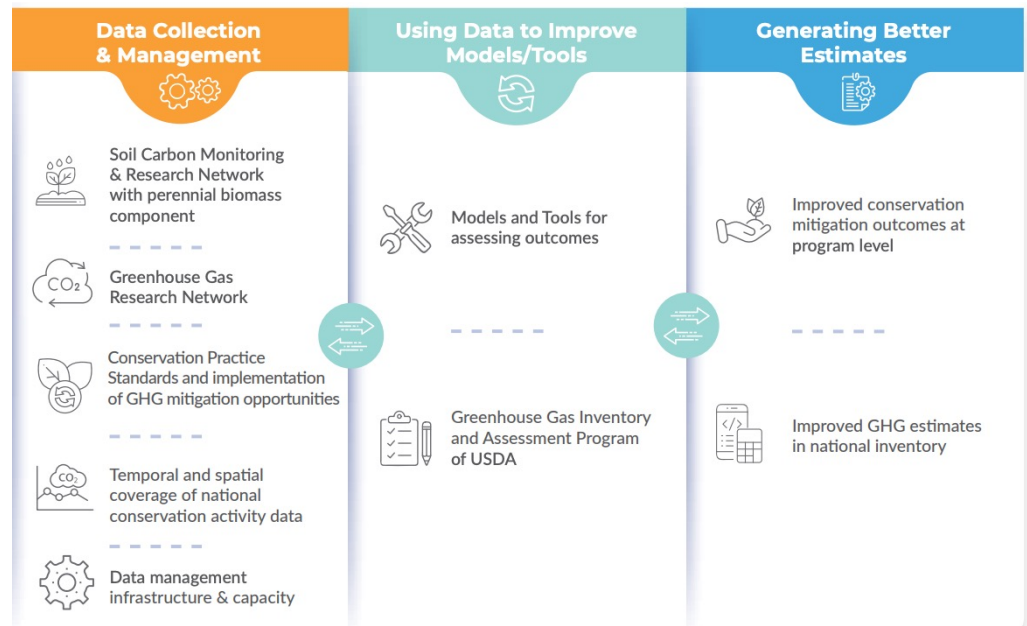 Data Collection
& Management
Soil Carbon Monitoring
& Research Network
with perennial biomass
component
CO2
Greenhouse Gas
Research Network
Conservation Practice
Standards and implementation
of GHG mitigation opportunities
CO2
Temporal and spatial
coverage of national
conservation activity data
Data management
infrastructure & capacity
Using Data to Improve
Models/Tools
Models and Tools for
assessing outcomes
Greenhouse Gas Inventory
and Assessment Program
of USDA
Generating Better
Estimates
Improved conservation
mitigation outcomes at
program level
</>
Improved GHG estimates
in national inventory